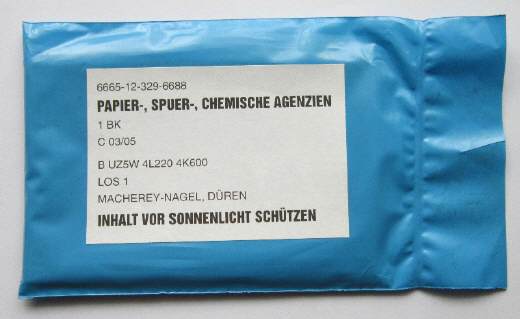 6665-12-329-6688
PAPIER-, SPUER-, CHEMISCHE AGENZIEN
1 BK
C 03/05
B UZ5W 4L220 4K600
LOS 1
MACHEREY-NAGEL, DÜREN
INHALT VOR SONNENLICHT SCHÜTZEN